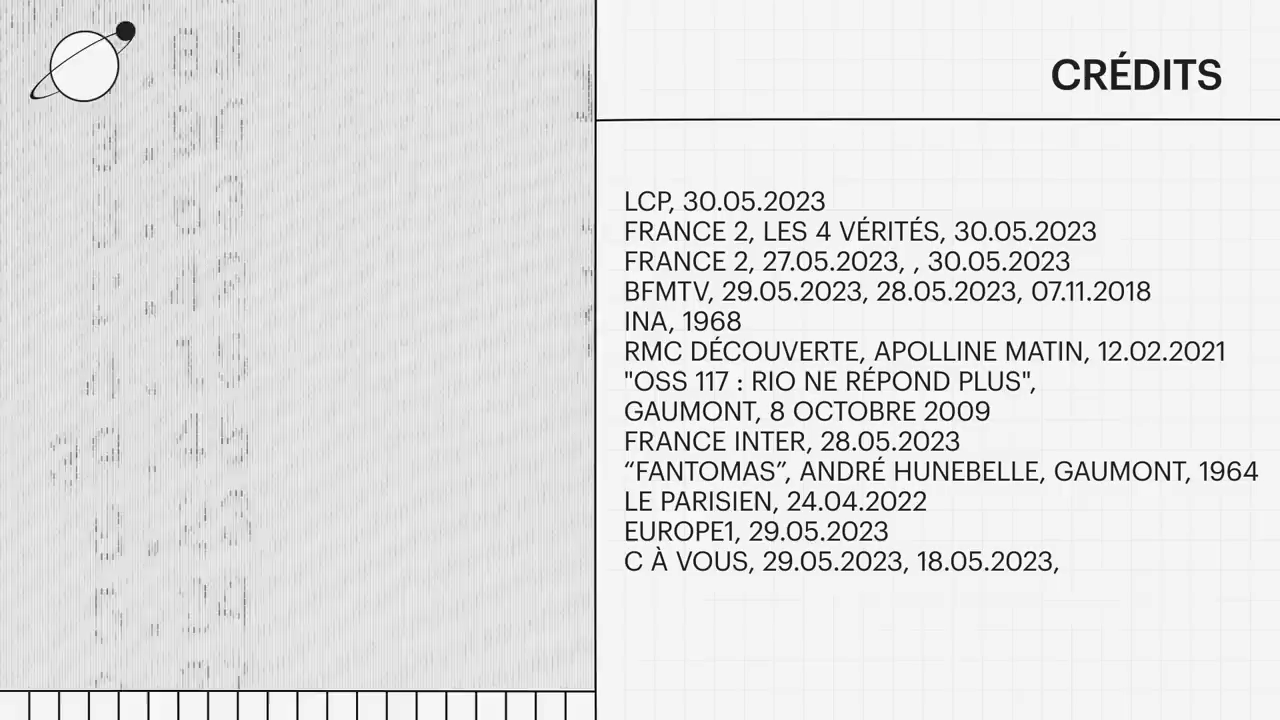 CRÉDITS
LCP, 30.05.2023
FRANCE 2, LES 4 VÉRITÉS, 30.05.2023
FRANCE 2, 27.05.2023, , 30.05.2023
BFMTV, 29.05.2023, 28.05.2023, 07.11.2018
INA, 1968
RMC DÉCOUVERTE, APOLLINE MATIN, 12.02.2021
"OSS 117 : RIO NE RÉPOND PLUS",
GAUMONT, 8 OCTOBRE 2009
FRANCE INTER, 28.05.2023
“FANTOMAS”, ANDRÉ HUNEBELLE, GAUMONT, 1964
LE PARISIEN, 24.04.2022
EUROPE1, 29.05.2023
C À VOUS, 29.05.2023, 18.05.2023,